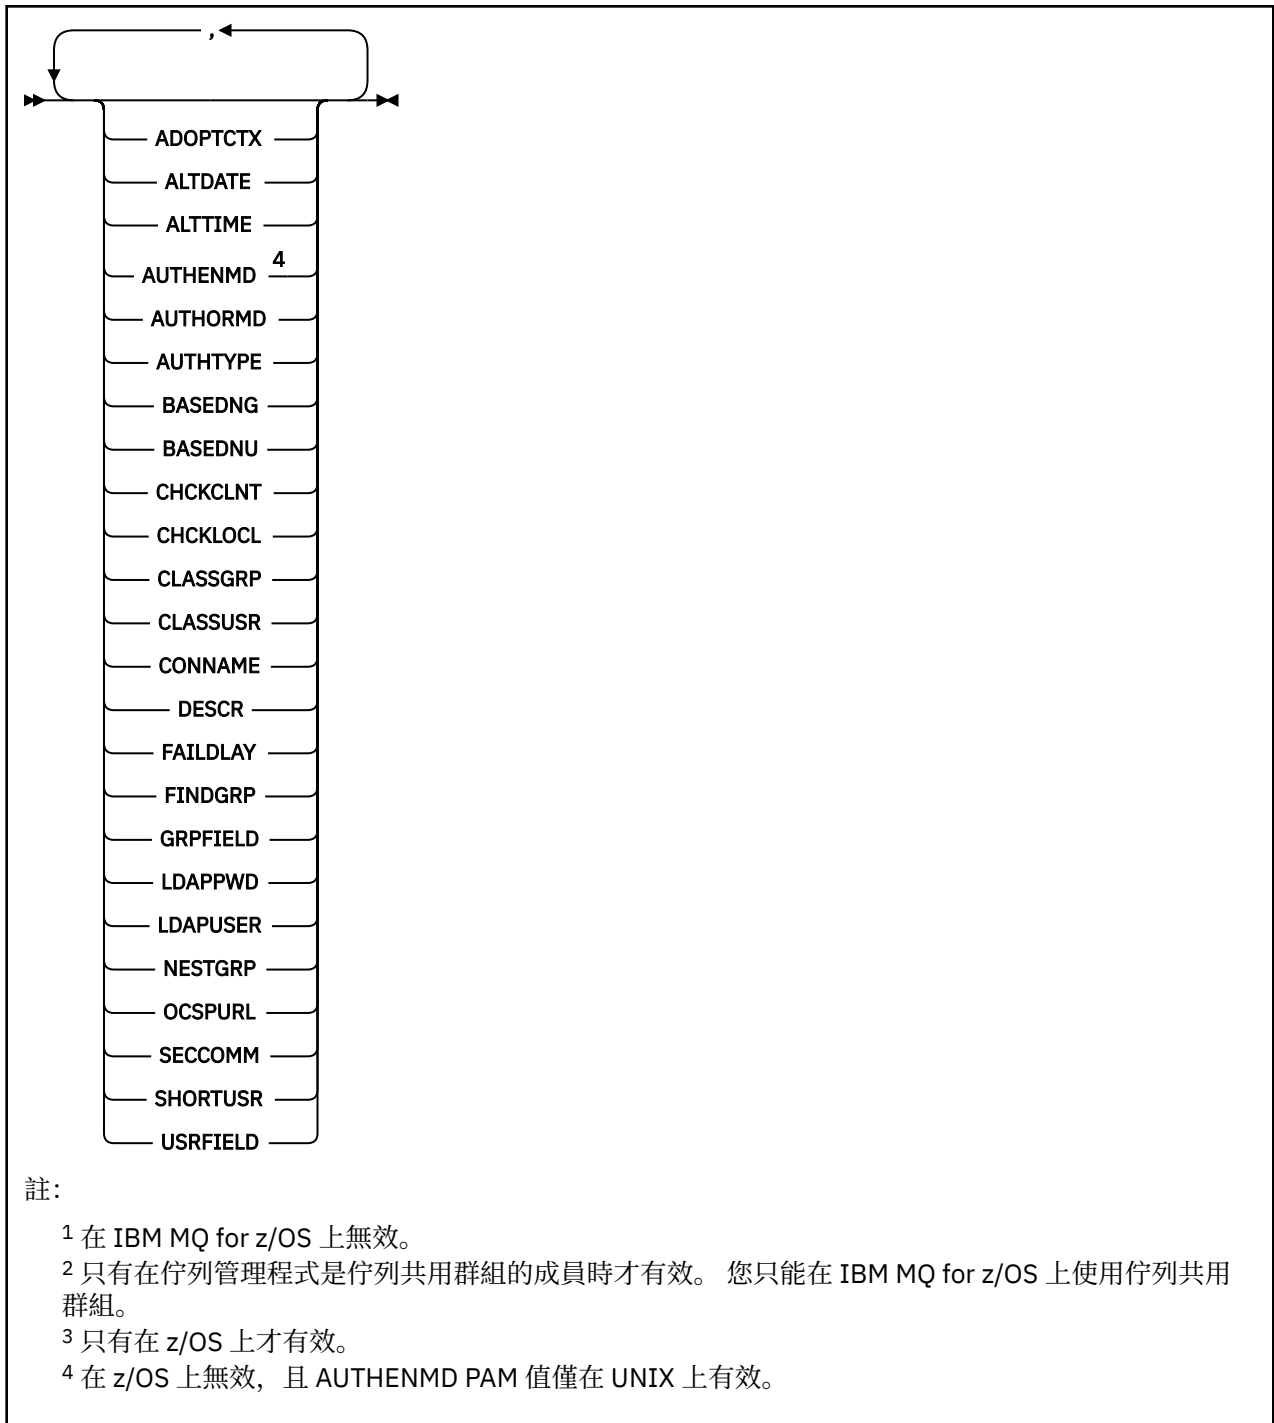 ,
ADOPTCTX
ALTDATE
ALTTIME
AUTHENMD 4
AUTHORMD
AUTHTYPE
BASEDNG
BASEDNU
CHCKCLNT
CHCKLOCL
CLASSGRP
CLASSUSR
CONNAME
DESCR
FAILDLAY
FINDGRP
GRPFIELD
LDAPPWD
LDAPUSER
NESTGRP
OCSPURL
SECCOMM
SHORTUSR
USRFIELD
註：
1 在 IBM MQ for z/OS 上無效。
2 只有在佇列管理程式是佇列共用群組的成員時才有效。 您只能在 IBM MQ for z/OS 上使用佇列共用
群組。
3 只有在 z/OS 上才有效。
4 在 z/OS 上無效，且 AUTHENMD PAM 值僅在 UNIX 上有效。